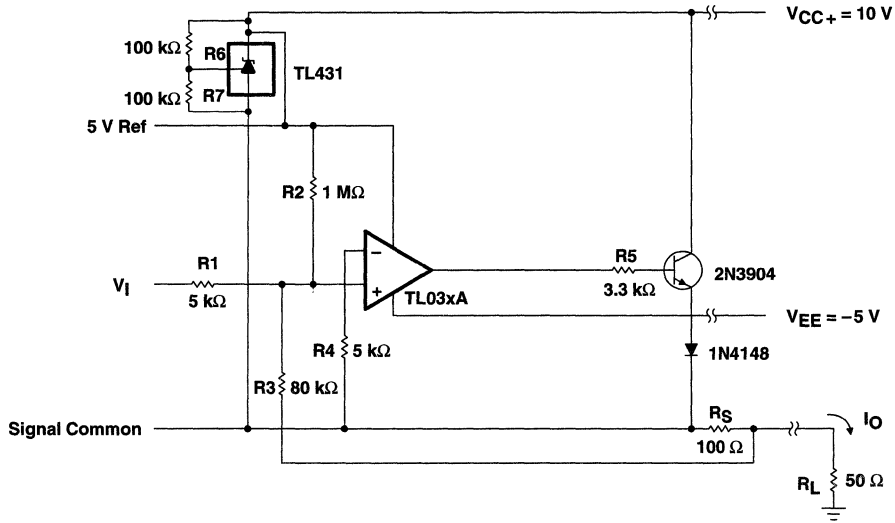 VCC+ = 10 V
100 kΩ
R6
TL431
100 kΩ
R7
5 V Ref
R2
1 MΩ
R1
VI
5 kΩ
−
+
TL03xA
R5
3.3 kΩ
2N3904
VEE = −5 V
R4
5 kΩ
1N4148
R3
80 kΩ
Signal Common
RS
100 Ω
IO
RL
50 Ω